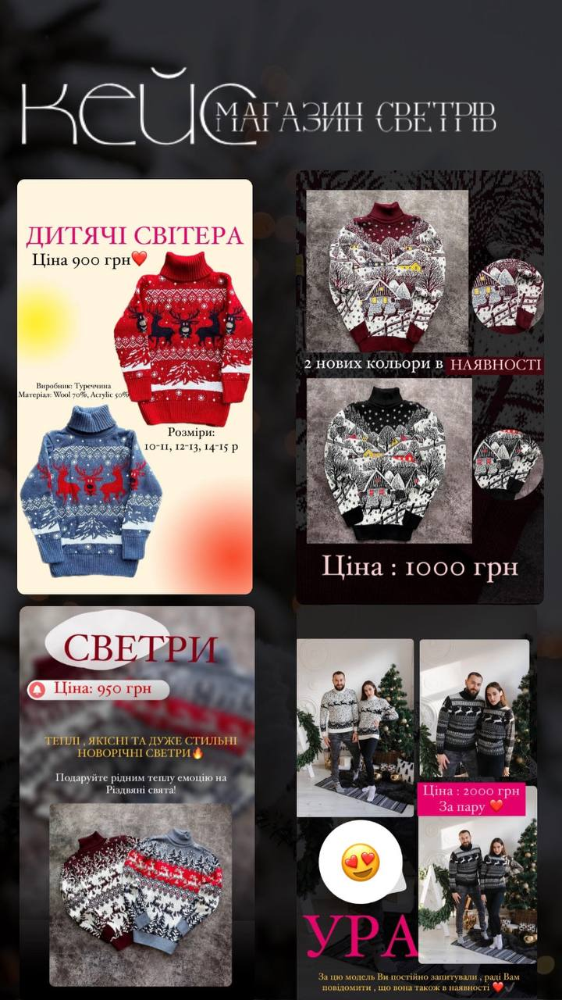 кейс
МАГАЗИН СВЕТРІВ
ДИТЯЧІ СВІТЕРА
Ціна 900 грн❤️
Виробник: Туреччина
Матеріал: Wool 70%, Acrylic 50%
Розміри:
10-11, 12-13, 14-15 р
2 нових кольори в НАЯВНОСТІ
Ціна : 1000 грн
СВЕТРИ
Ціна: 950 грн
ТЕПЛІ , ЯКІСНІ ТА ДУЖЕ СТИЛЬНІ
НОВОРІЧНІ СВЕТРИ🔥
Подаруйте рідним теплу емоцію на
Різдвяні свята!
Ціна : 2000 грн
За пару ❤️
😍
УРА
За цю модель Ви постійно запитували , раді Вам
повідомити , що вона також в наявності ❤️✔️